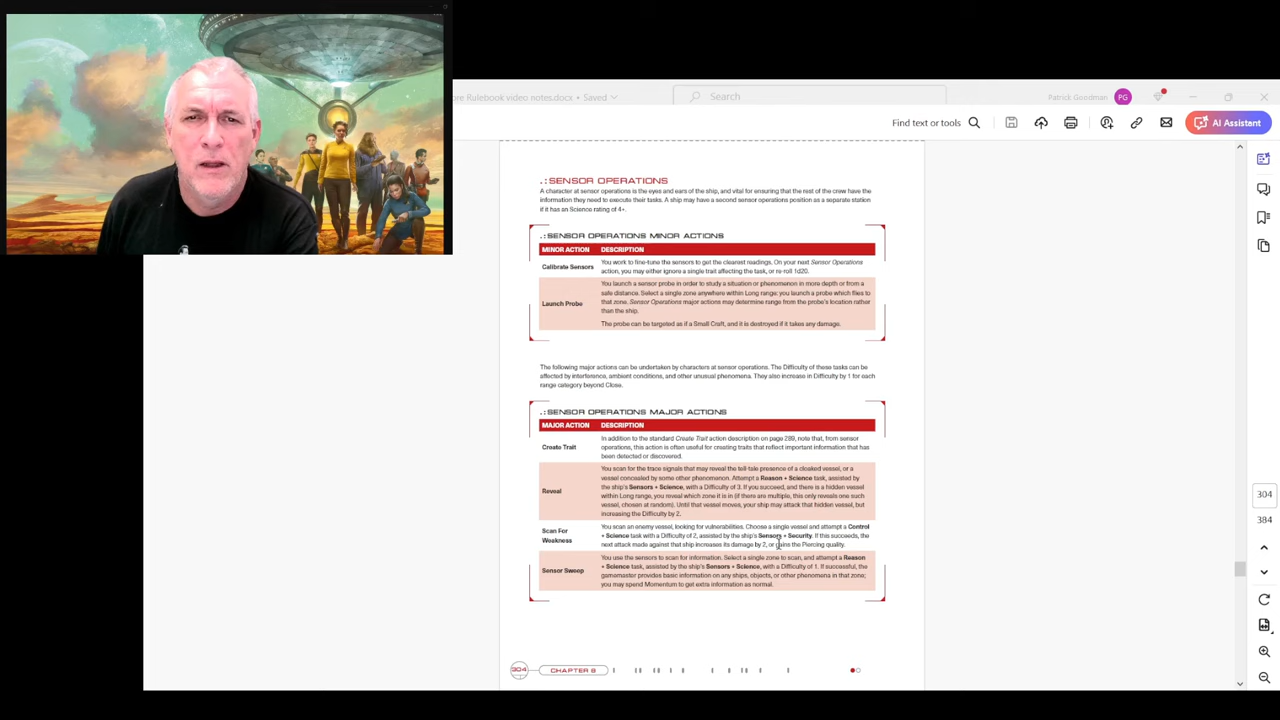 ore Rulebook video notes.docx • Saved
Search
Patrick Goodman
PG
Find text or tools
AI Assistant
.:SENSOR OPERATIONS
A character at sensor operations is the eyes and ears of the ship, and vital for ensuring that the rest of the crew have the
information they need to execute their tasks. A ship may have a second sensor operations position as a separate station
if it has an Science rating of 4+.
.:SENSOR OPERATIONS MINOR ACTIONS
MINOR ACTION DESCRIPTION
Calibrate Sensors
You work to fine-tune the sensors to get the clearest readings. On your next Sensor Operations
action, you may either ignore a single trait affecting the task, or re-roll 1d20.
Launch Probe
You launch a sensor probe in order to study a situation or phenomenon in more depth or from a
safe distance. Select a single zone anywhere within Long range: you launch a probe which flies to
that zone. Sensor Operations major actions may determine range from the probe's location rather
than the ship.
The probe can be targeted as if a Small Craft, and it is destroyed if it takes any damage.
The following major actions can be undertaken by characters at sensor operations. The Difficulty of these tasks can be
affected by interference, ambient conditions, and other unusual phenomena. They also increase in Difficulty by 1 for each
range category beyond Close.
.:SENSOR OPERATIONS MAJOR ACTIONS
MAJOR ACTION DESCRIPTION
Create Trait
In addition to the standard Create Trait action description on page 289, note that, from sensor
operations, this action is often useful for creating traits that reflect important information that has
been detected or discovered.
Reveal
You scan for the trace signals that may reveal the tell-tale presence of a cloaked vessel, or a
vessel concealed by some other phenomenon. Attempt a Reason + Science task, assisted by
the ship's Sensors + Science, with a Difficulty of 3. If you succeed, and there is a hidden vessel
within Long range, you reveal which zone it is in (if there are multiple, this only reveals one such
vessel, chosen at random). Until that vessel moves, your ship may attack that hidden vessel, but
increasing the Difficulty by 2.
Scan For
Weakness
You scan an enemy vessel, looking for vulnerabilities. Choose a single vessel and attempt a Control
+ Science task with a Difficulty of 2, assisted by the ship's Sensors + Security. If this succeeds, the
next attack made against that ship increases its damage by 2, or gains the Piercing quality.
Sensor Sweep
You use the sensors to scan for information. Select a single zone to scan, and attempt a Reason
+ Science task, assisted by the ship's Sensors + Science, with a Difficulty of 1. If successful, the
gamemaster provides basic information on any ships, objects, or other phenomena in that zone;
you may spend Momentum to get extra information as normal.
304
CHAPTER 8
304
384